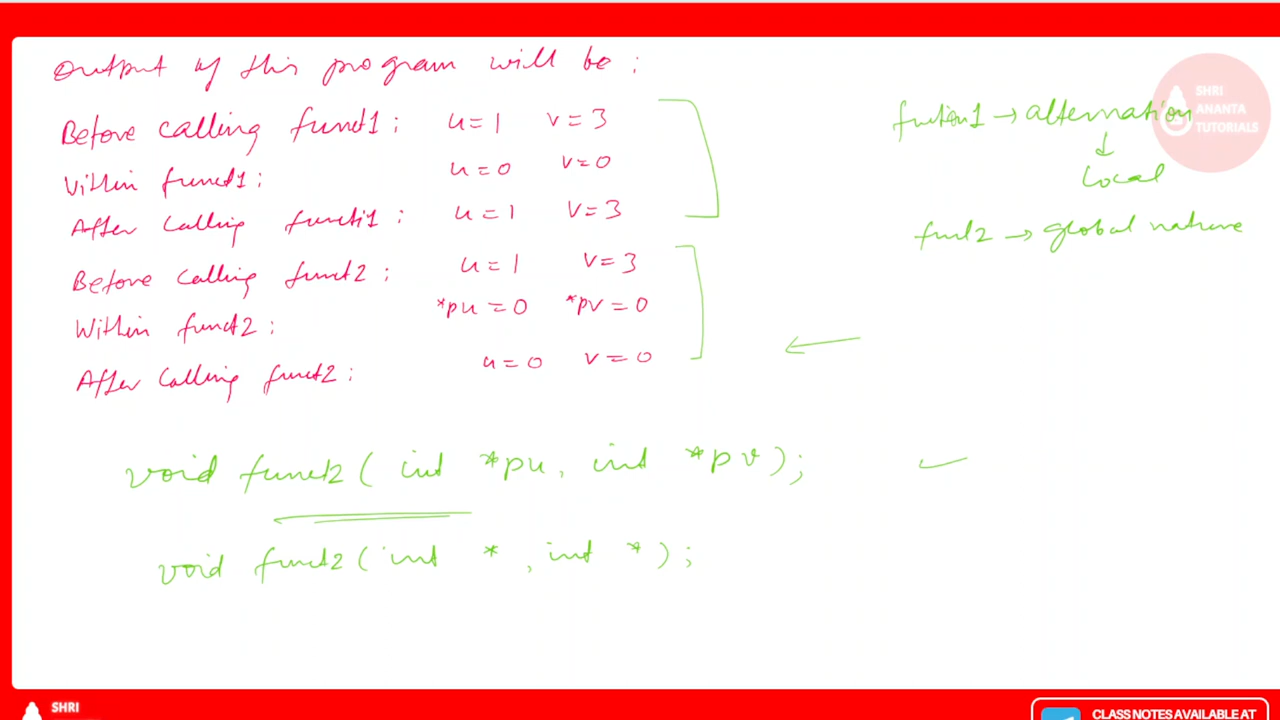 output of this program will be :
Before calling funct1 : u = 1 v = 3
Within funct1 : u = 0 v = 0
After calling funct1 : u = 1 v = 3
Before calling funct2 : u = 1 v = 3
Within funct2 : *pu = 0 *pv = 0
After calling funct2 : u = 0 v = 0
void funct2 ( int *pu , int *pv ) ;
void funct2 ( int * , int * ) ;
function1 → alternation
↓
local
funct2 → global nature
SHRI
ANANTA
TUTORIALS
SHRI
CLASS NOTES AVAILABLE AT